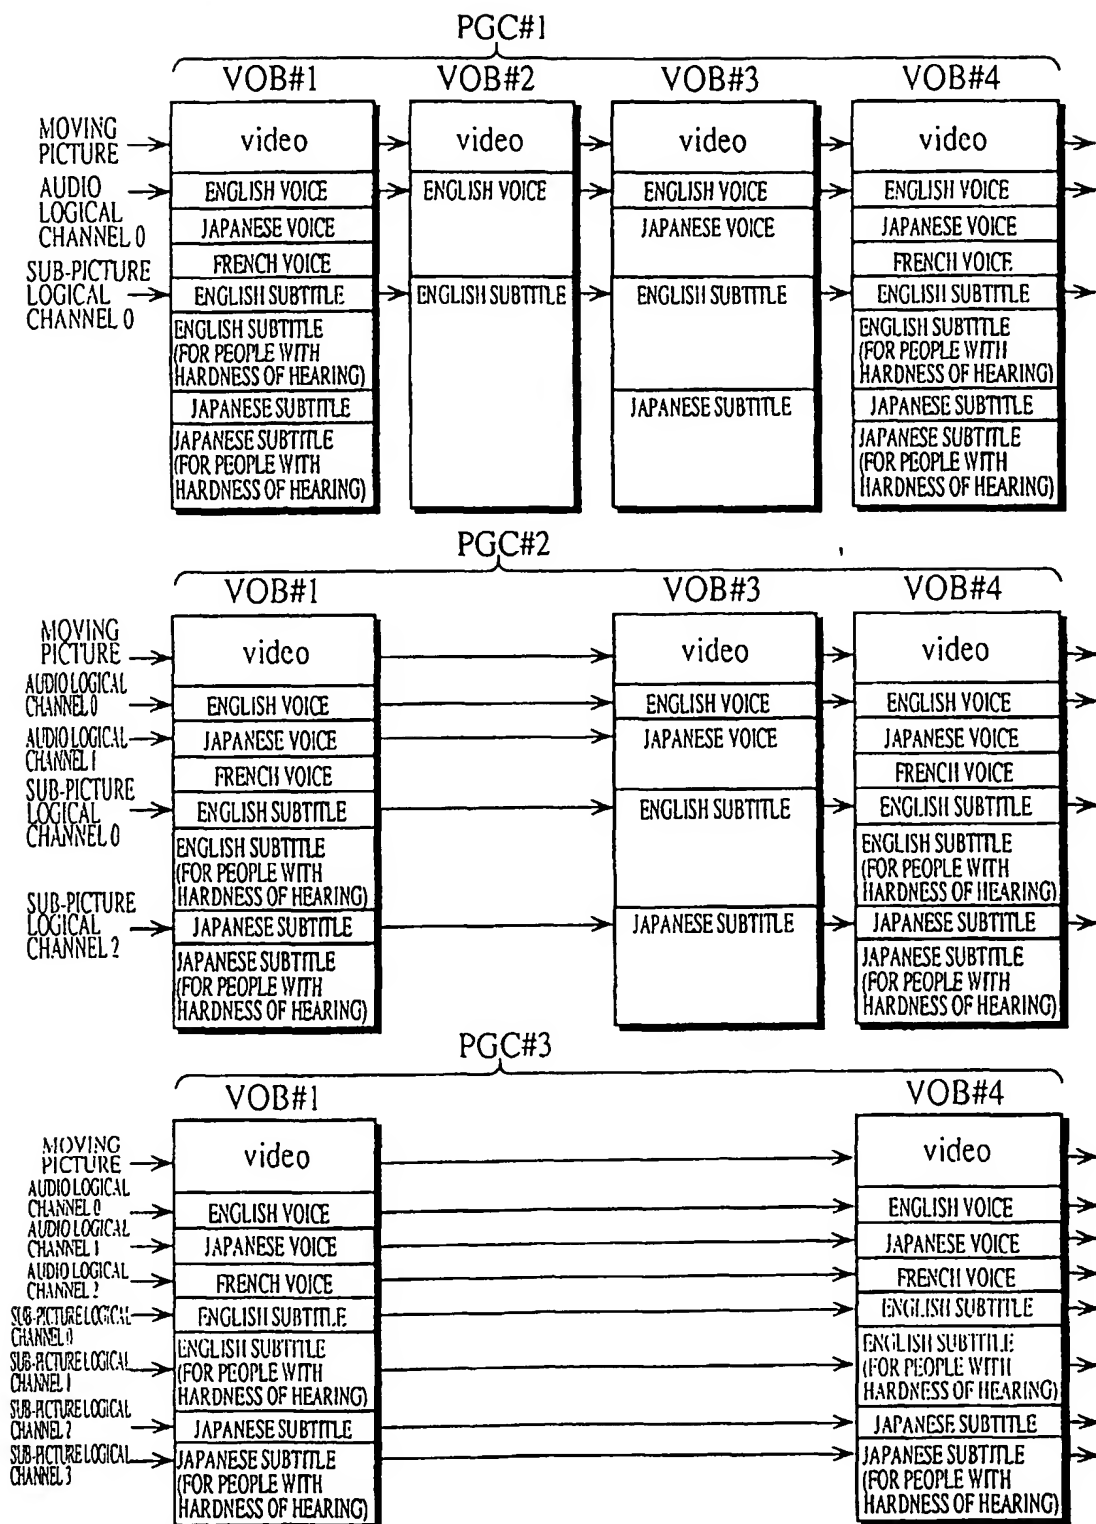 PGC#1
VOB#1 VOB#2 VOB#3 VOB#4
MOVING
PICTURE
video video video video
AUDIO
LOGICAL
CHANNEL 0
ENGLISH VOICE ENGLISH VOICE ENGLISH VOICE ENGLISH VOICE
JAPANESE VOICE JAPANESE VOICE JAPANESE VOICE
FRENCH VOICE FRENCH VOICE
SUB-PICTURE
LOGICAL
CHANNEL 0
ENGLISH SUBTITLE ENGLISH SUBTITLE ENGLISH SUBTITLE ENGLISH SUBTITLE
ENGLISH SUBTITLE ENGLISH SUBTITLE
(FOR PEOPLE WITH (FOR PEOPLE WITH
HARDNESS OF HEARING) HARDNESS OF HEARING)
JAPANESE SUBTITLE JAPANESE SUBTITLE JAPANESE SUBTITLE
JAPANESE SUBTITLE JAPANESE SUBTITLE
(FOR PEOPLE WITH (FOR PEOPLE WITH
HARDNESS OF HEARING) HARDNESS OF HEARING)
PGC#2
VOB#1 VOB#3 VOB#4
MOVING
PICTURE
video video video
AUDIO LOGICAL
CHANNEL 0
ENGLISH VOICE ENGLISH VOICE ENGLISH VOICE
AUDIO LOGICAL
CHANNEL 1
JAPANESE VOICE JAPANESE VOICE JAPANESE VOICE
FRENCH VOICE FRENCH VOICE
SUB-PICTURE
LOGICAL
CHANNEL 0
ENGLISH SUBTITLE ENGLISH SUBTITLE ENGLISH SUBTITLE
ENGLISH SUBTITLE ENGLISH SUBTITLE
(FOR PEOPLE WITH (FOR PEOPLE WITH
HARDNESS OF HEARING) HARDNESS OF HEARING)
SUB-PICTURE
LOGICAL
CHANNEL 2
JAPANESE SUBTITLE JAPANESE SUBTITLE JAPANESE SUBTITLE
JAPANESE SUBTITLE JAPANESE SUBTITLE
(FOR PEOPLE WITH (FOR PEOPLE WITH
HARDNESS OF HEARING) HARDNESS OF HEARING)
PGC#3
VOB#1 VOB#4
MOVING
PICTURE
video video
AUDIO LOGICAL
CHANNEL 0
ENGLISH VOICE ENGLISH VOICE
AUDIO LOGICAL
CHANNEL 1
JAPANESE VOICE JAPANESE VOICE
AUDIO LOGICAL
CHANNEL 2
FRENCH VOICE FRENCH VOICE
SUB-PICTURE LOGICAL
CHANNEL 0
ENGLISH SUBTITLE ENGLISH SUBTITLE
SUB-PICTURE LOGICAL
CHANNEL 1
ENGLISH SUBTITLE ENGLISH SUBTITLE
(FOR PEOPLE WITH (FOR PEOPLE WITH
HARDNESS OF HEARING) HARDNESS OF HEARING)
SUB-PICTURE LOGICAL
CHANNEL 2
JAPANESE SUBTITLE JAPANESE SUBTITLE
SUB-PICTURE LOGICAL
CHANNEL 3
JAPANESE SUBTITLE JAPANESE SUBTITLE
(FOR PEOPLE WITH (FOR PEOPLE WITH
HARDNESS OF HEARING) HARDNESS OF HEARING)